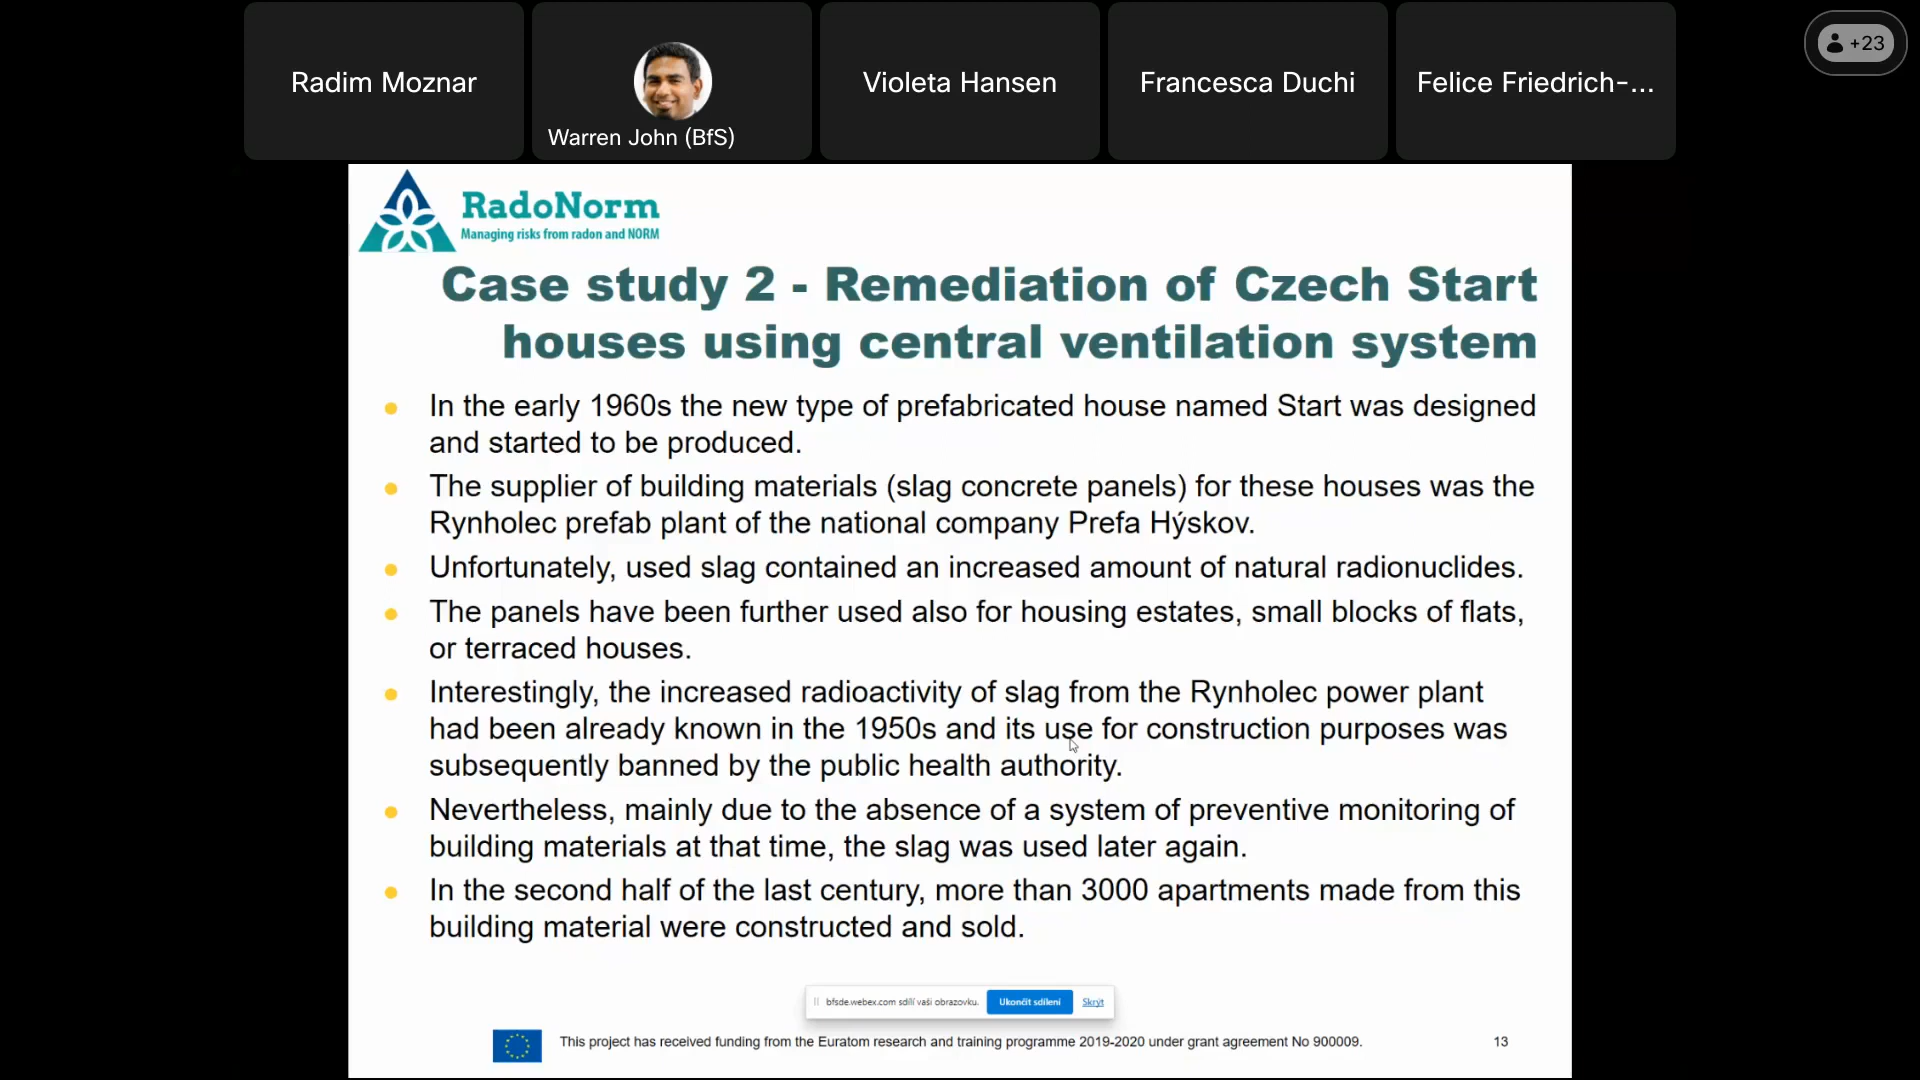 Radim Moznar
Warren John (BfS)
Violeta Hansen
Francesca Duchi
Felice Friedrich-...
+23
RadoNorm
Managing risks from radon and NORM
Case study 2 - Remediation of Czech Start
houses using central ventilation system
In the early 1960s the new type of prefabricated house named Start was designed
and started to be produced.
The supplier of building materials (slag concrete panels) for these houses was the
Rynholec prefab plant of the national company Prefa Hýskov.
Unfortunately, used slag contained an increased amount of natural radionuclides.
The panels have been further used also for housing estates, small blocks of flats,
or terraced houses.
Interestingly, the increased radioactivity of slag from the Rynholec power plant
had been already known in the 1950s and its use for construction purposes was
subsequently banned by the public health authority.
Nevertheless, mainly due to the absence of a system of preventive monitoring of
building materials at that time, the slag was used later again.
In the second half of the last century, more than 3000 apartments made from this
building material were constructed and sold.
bfsde.webex.com sdílí vaši obrazovku. Ukončit sdílení Skrýt
This project has received funding from the Euratom research and training programme 2019-2020 under grant agreement No 900009.
13